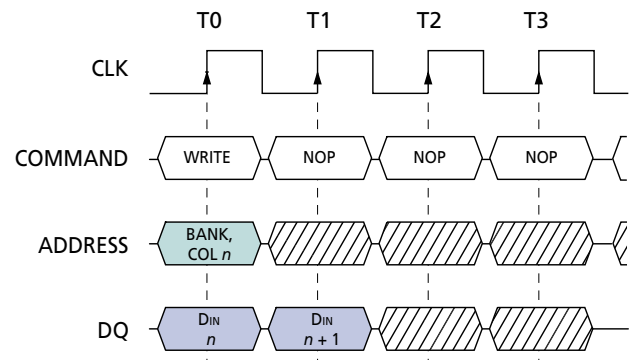 T0 T1 T2 T3
CLK
COMMAND WRITE NOP NOP NOP
ADDRESS BANK,
COL n
DQ DIN
n
DIN
n + 1